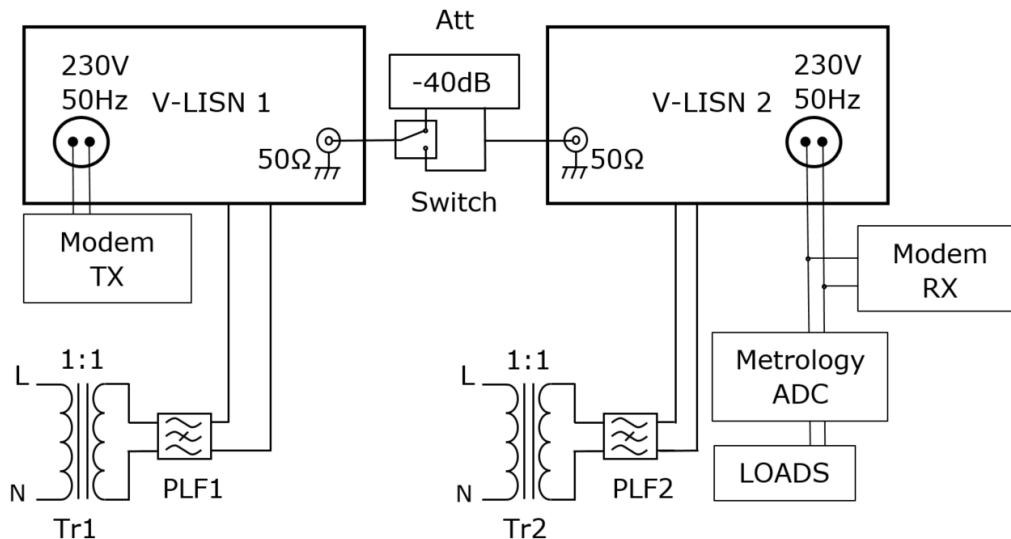 Att
-40dB
230V
50Hz
V-LISN 1
50Ω
Switch
V-LISN 2
230V
50Hz
50Ω
Modem
TX
Modem
RX
Metrology
ADC
LOADS
1:1
L
N
PLF1
Tr1
1:1
L
N
PLF2
Tr2